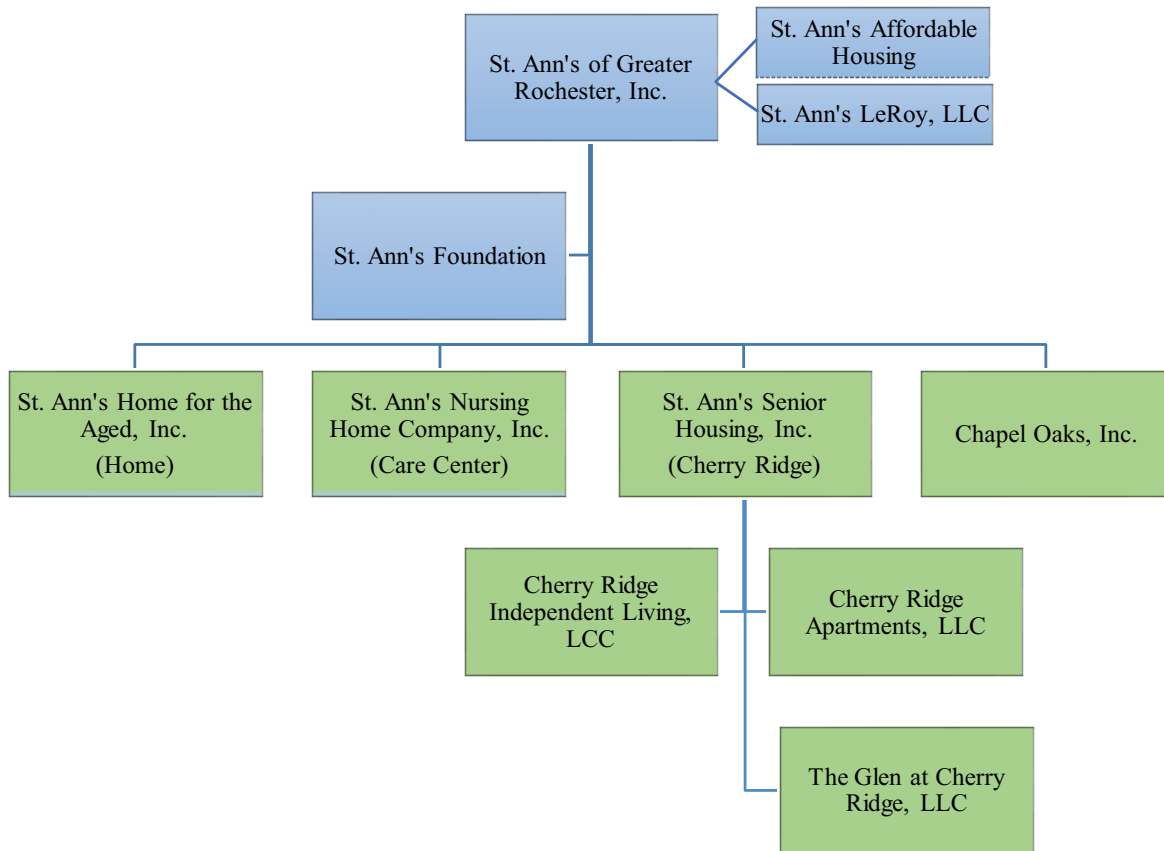 St. Ann's of Greater
Rochester, Inc.
St. Ann's Affordable
Housing
St. Ann's LeRoy, LLC
St. Ann's Foundation
St. Ann's Home for the
Aged, Inc.
(Home)
St. Ann's Nursing
Home Company, Inc.
(Care Center)
St. Ann's Senior
Housing, Inc.
(Cherry Ridge)
Chapel Oaks, Inc.
Cherry Ridge
Independent Living,
LCC
Cherry Ridge
Apartments, LLC
The Glen at Cherry
Ridge, LLC